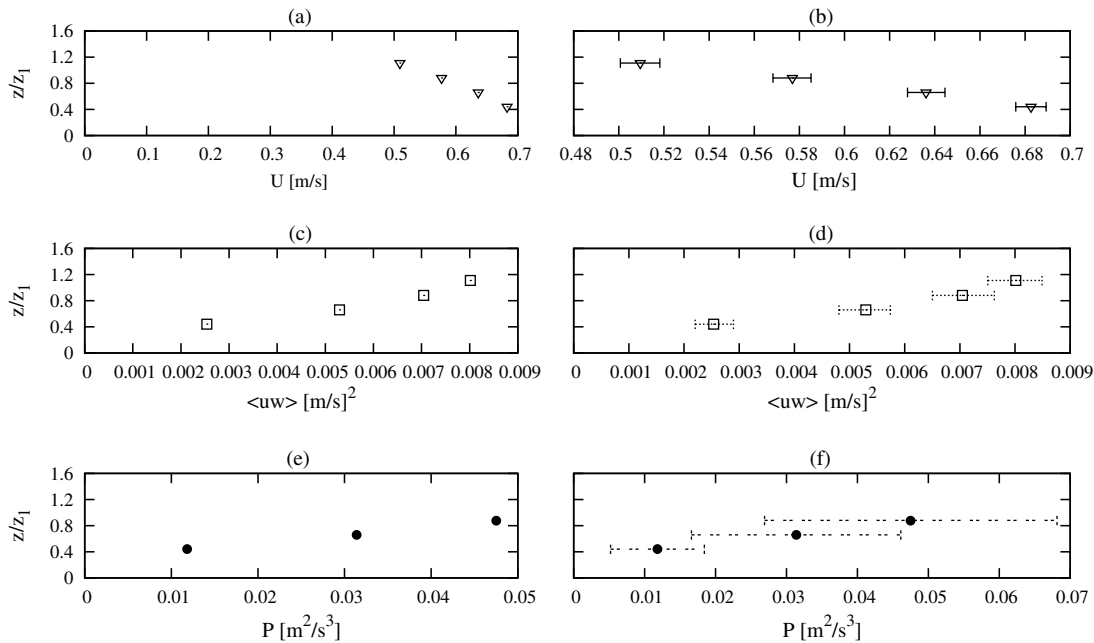 (a)
1.6
1.2
0.8
0.4
0
z/z₁
0 0.1 0.2 0.3 0.4 0.5 0.6 0.7
U [m/s]
(b)
0.48 0.5 0.52 0.54 0.56 0.58 0.6 0.62 0.64 0.66 0.68 0.7
U [m/s]
(c)
1.6
1.2
0.8
0.4
0
z/z₁
0 0.001 0.002 0.003 0.004 0.005 0.006 0.007 0.008 0.009
<uw> [m/s]²
(d)
0 0.001 0.002 0.003 0.004 0.005 0.006 0.007 0.008 0.009
<uw> [m/s]²
(e)
1.6
1.2
0.8
0.4
0
z/z₁
0 0.01 0.02 0.03 0.04 0.05
P [m²/s³]
(f)
0 0.01 0.02 0.03 0.04 0.05 0.06 0.07
P [m²/s³]